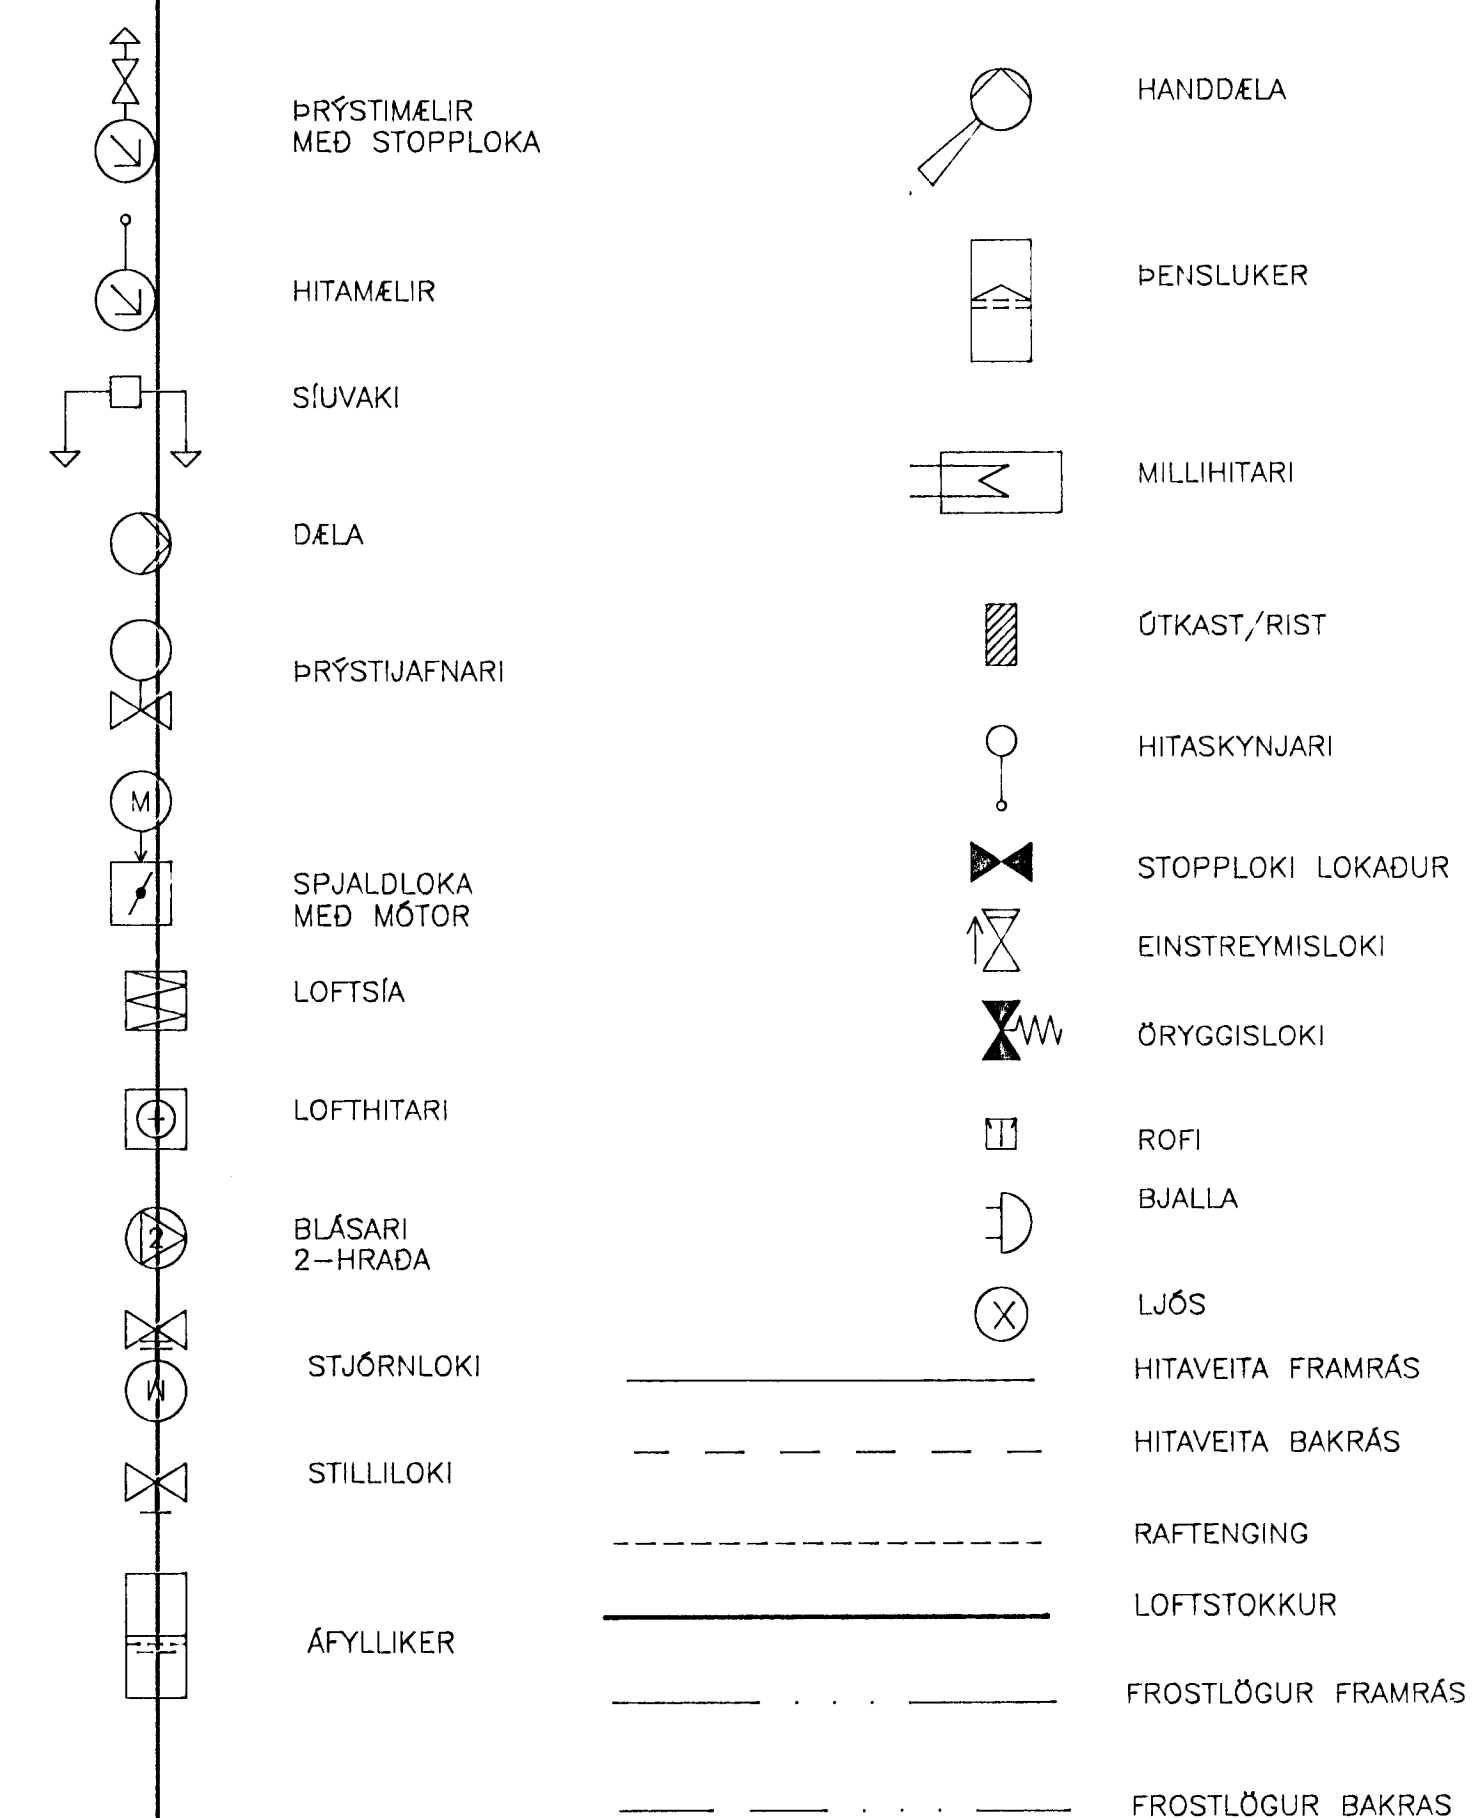 ÞRÝSTIMÆLIR
MEÐ STOPPLOKA
HITAMÆLIR
SÍUVAKI
DÆLA
ÞRÝSTIJAFNARI
M
SPJALDLOKA
MEÐ MÓTOR
LOFTSÍA
LOFTHITARI
2
BLÁSARI
2-HRAÐA
STJÓRNLOKI
M
STILLILOKI
ÁFYLLIKER
HANDDÆLA
ÞENSLUKER
MILLIHITARI
ÚTKAST/RIST
HITASKYNJARI
STOPPLOKI LOKAÐUR
EINSTREYMISLOKI
ÖRYGGISLOKI
ROFI
BJALLA
LJÓS
HITAVEITA FRAMRÁS
HITAVEITA BAKRÁS
RAFTENGING
LOFTSTOKKUR
FROSTLÖGUR FRAMRÁS
FROSTLÖGUR BAKRAS